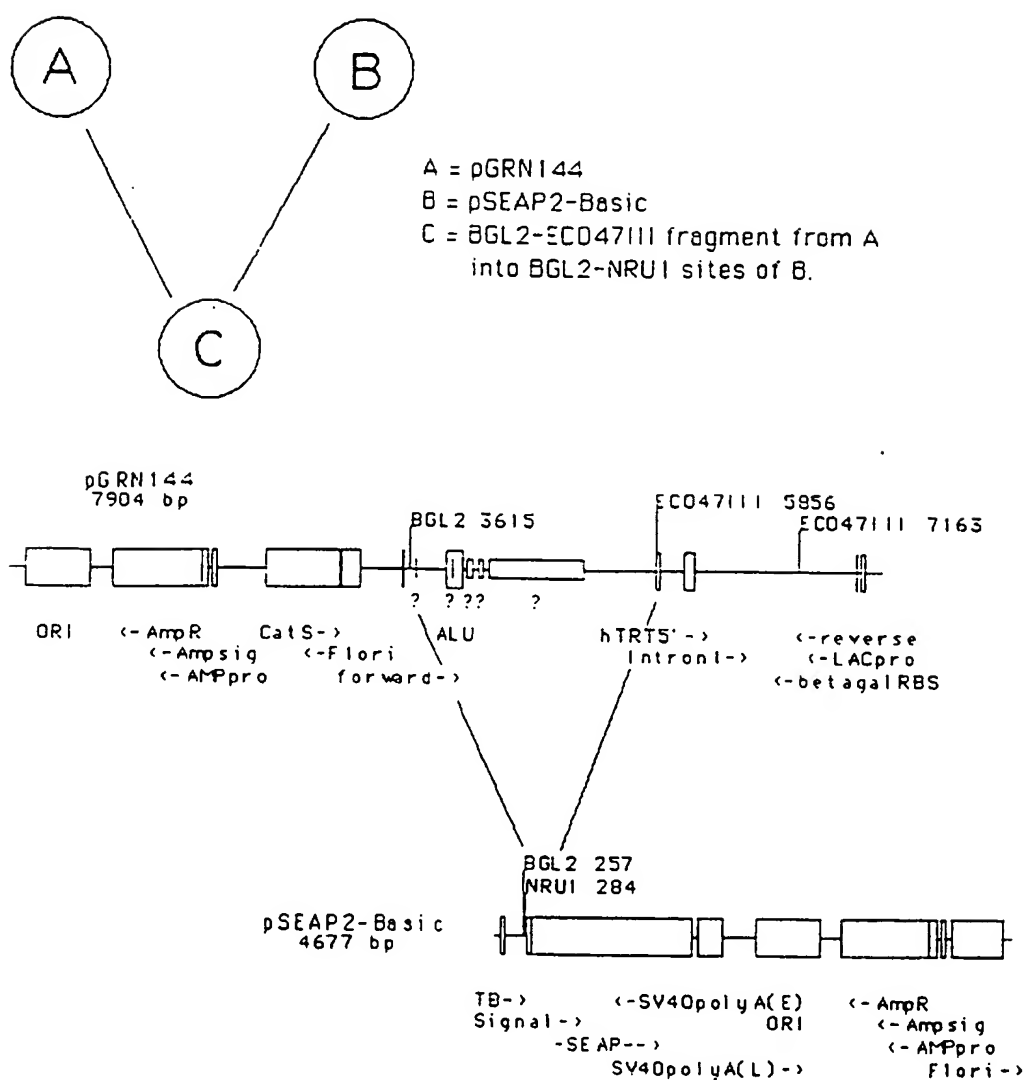 A
B
A = pGRN144
B = pSEAP2-Basic
C = BGL2-ECO47III fragment from A
into BGL2-NRU1 sites of B.
C
pGRN144
7904 bp
BGL2 3615
ECO47III 5856
ECO47III 7163
? ? ?? ?
ORI <-AmpR CatS-> ALU hTRT5'-> <-reverse
<-Ampsig <-Flori Intron1-> <-LACpro
<-AMPpro forward-> <-betagalRBS
BGL2 257
NRU1 284
pSEAP2-Basic
4677 bp
TB-> <-SV40polyA(E) <-AmpR
Signal-> ORI <-Ampsig
-SEAP--> <-AMPpro
SV40polyA(L)-> Flori->